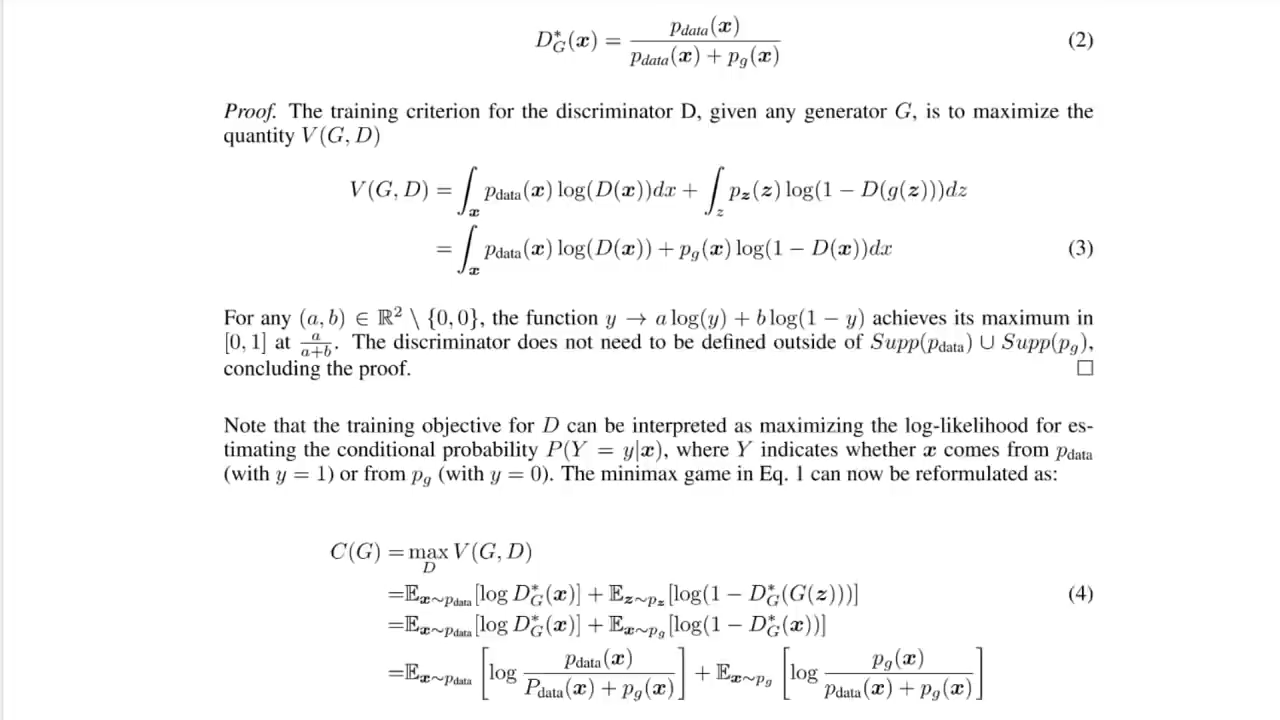 D*_G(x) = p_data(x) / (p_data(x) + p_g(x)) (2)
Proof. The training criterion for the discriminator D, given any generator G, is to maximize the
quantity V(G, D)
V(G, D) = ∫_x p_data(x) log(D(x))dx + ∫_z p_z(z) log(1 − D(g(z)))dz
= ∫_x p_data(x) log(D(x)) + p_g(x) log(1 − D(x))dx (3)
For any (a, b) ∈ ℝ² \ {0, 0}, the function y → a log(y) + b log(1 − y) achieves its maximum in
[0, 1] at a/(a+b). The discriminator does not need to be defined outside of Supp(p_data) ∪ Supp(p_g),
concluding the proof. □
Note that the training objective for D can be interpreted as maximizing the log-likelihood for es-
timating the conditional probability P(Y = y|x), where Y indicates whether x comes from p_data
(with y = 1) or from p_g (with y = 0). The minimax game in Eq. 1 can now be reformulated as:
C(G) = max_D V(G, D)
=𝔼_{x∼p_data}[log D*_G(x)] + 𝔼_{z∼p_z}[log(1 − D*_G(G(z)))] (4)
=𝔼_{x∼p_data}[log D*_G(x)] + 𝔼_{x∼p_g}[log(1 − D*_G(x))]
=𝔼_{x∼p_data}[log p_data(x) / (P_data(x) + p_g(x))] + 𝔼_{x∼p_g}[log p_g(x) / (p_data(x) + p_g(x))]